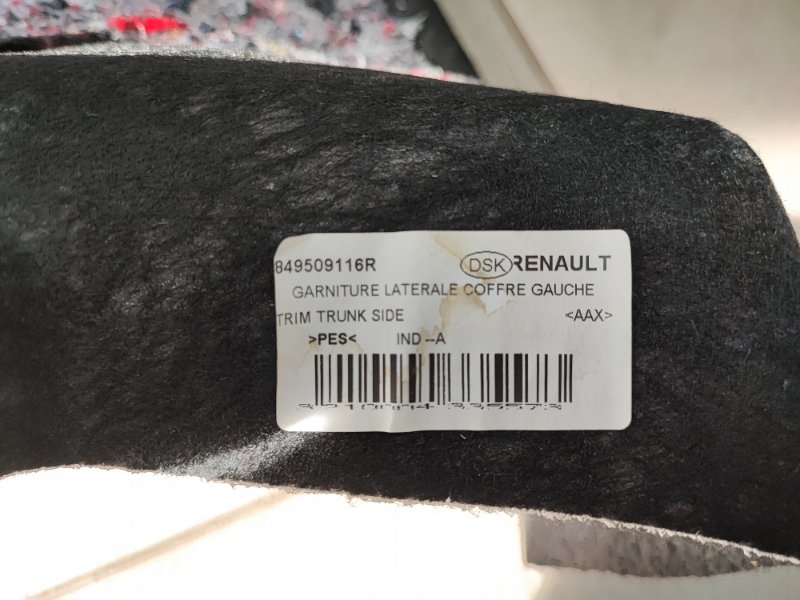 849509116R DSK RENAULT
GARNITURE LATERALE COFFRE GAUCHE
TRIM TRUNK SIDE <AAX>
>PES< IND --A